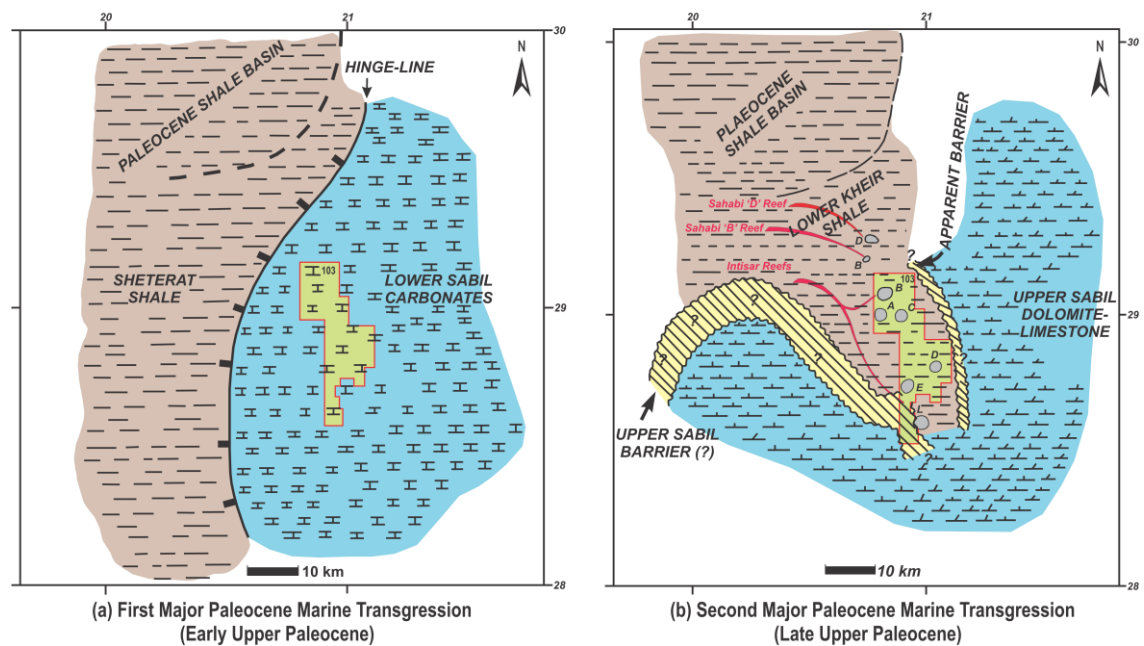 20
21
30
N
HINGE-LINE
PALEOCENE SHALE BASIN
SHETERAT
SHALE
103
LOWER SABIL
CARBONATES
29
10 km
28
(a) First Major Paleocene Marine Transgression
(Early Upper Paleocene)
20
21
30
N
PLAEOCENE
SHALE BASIN
LOWER KHEIR
SHALE
APPARENT BARRIER
Sahabi 'D' Reef
Sahabi 'B' Reef
Intisar Reefs
D
B
?
103
B
A
C
D
E
L
?
?
?
?
?
?
?
29
UPPER SABIL
DOLOMITE-
LIMESTONE
UPPER SABIL
BARRIER (?)
10 km
28
(b) Second Major Paleocene Marine Transgression
(Late Upper Paleocene)